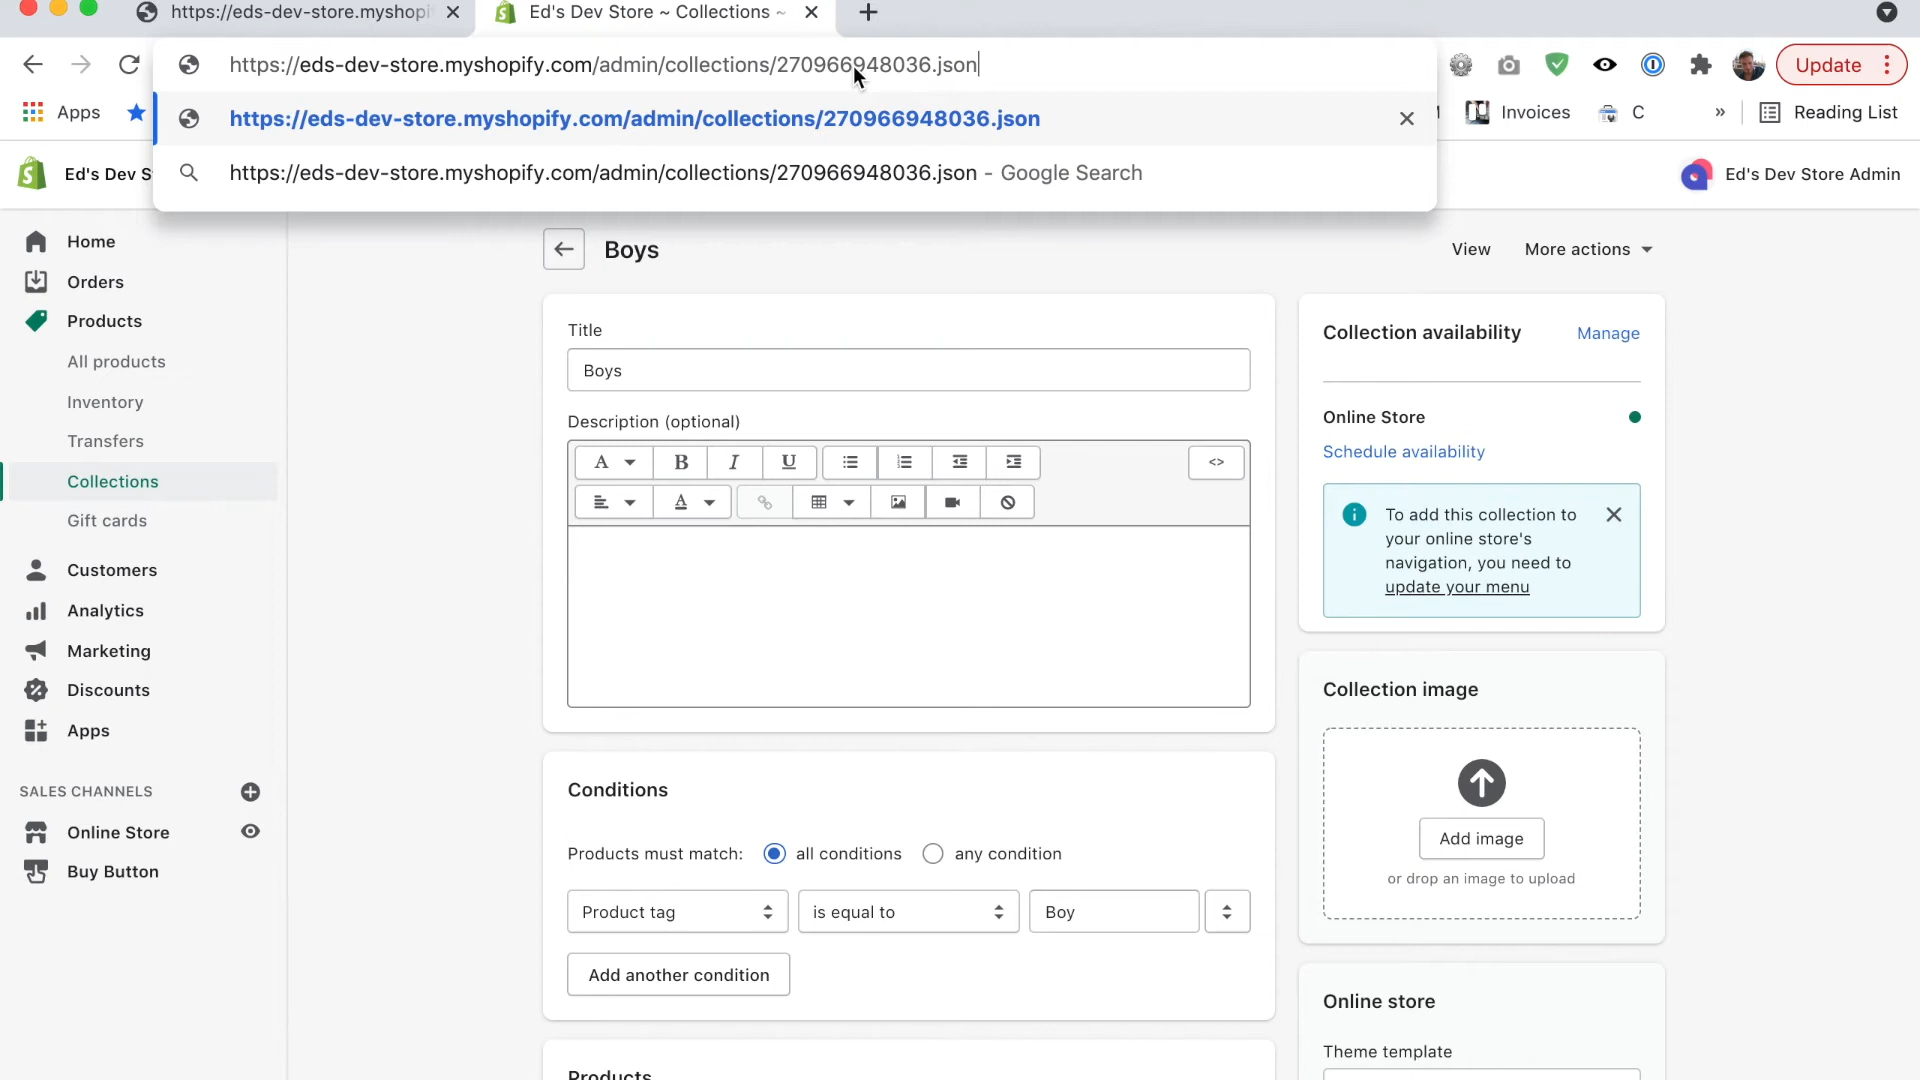 https://eds-dev-store.myshopi
Ed's Dev Store ~ Collections ~
https://eds-dev-store.myshopify.com/admin/collections/270966948036.json
Update
Apps
https://eds-dev-store.myshopify.com/admin/collections/270966948036.json
Invoices
C
»
Reading List
https://eds-dev-store.myshopify.com/admin/collections/270966948036.json - Google Search
Ed's Dev S
Ed's Dev Store Admin
Home
Orders
Products
All products
Inventory
Transfers
Collections
Gift cards
Customers
Analytics
Marketing
Discounts
Apps
SALES CHANNELS
Online Store
Buy Button
Boys
View
More actions
Title
Boys
Description (optional)
A
B
I
U
<>
A
Conditions
Products must match:
all conditions
any condition
Product tag
is equal to
Boy
Add another condition
Products
Collection availability
Manage
Online Store
Schedule availability
To add this collection to
your online store's
navigation, you need to
update your menu
Collection image
Add image
or drop an image to upload
Online store
Theme template